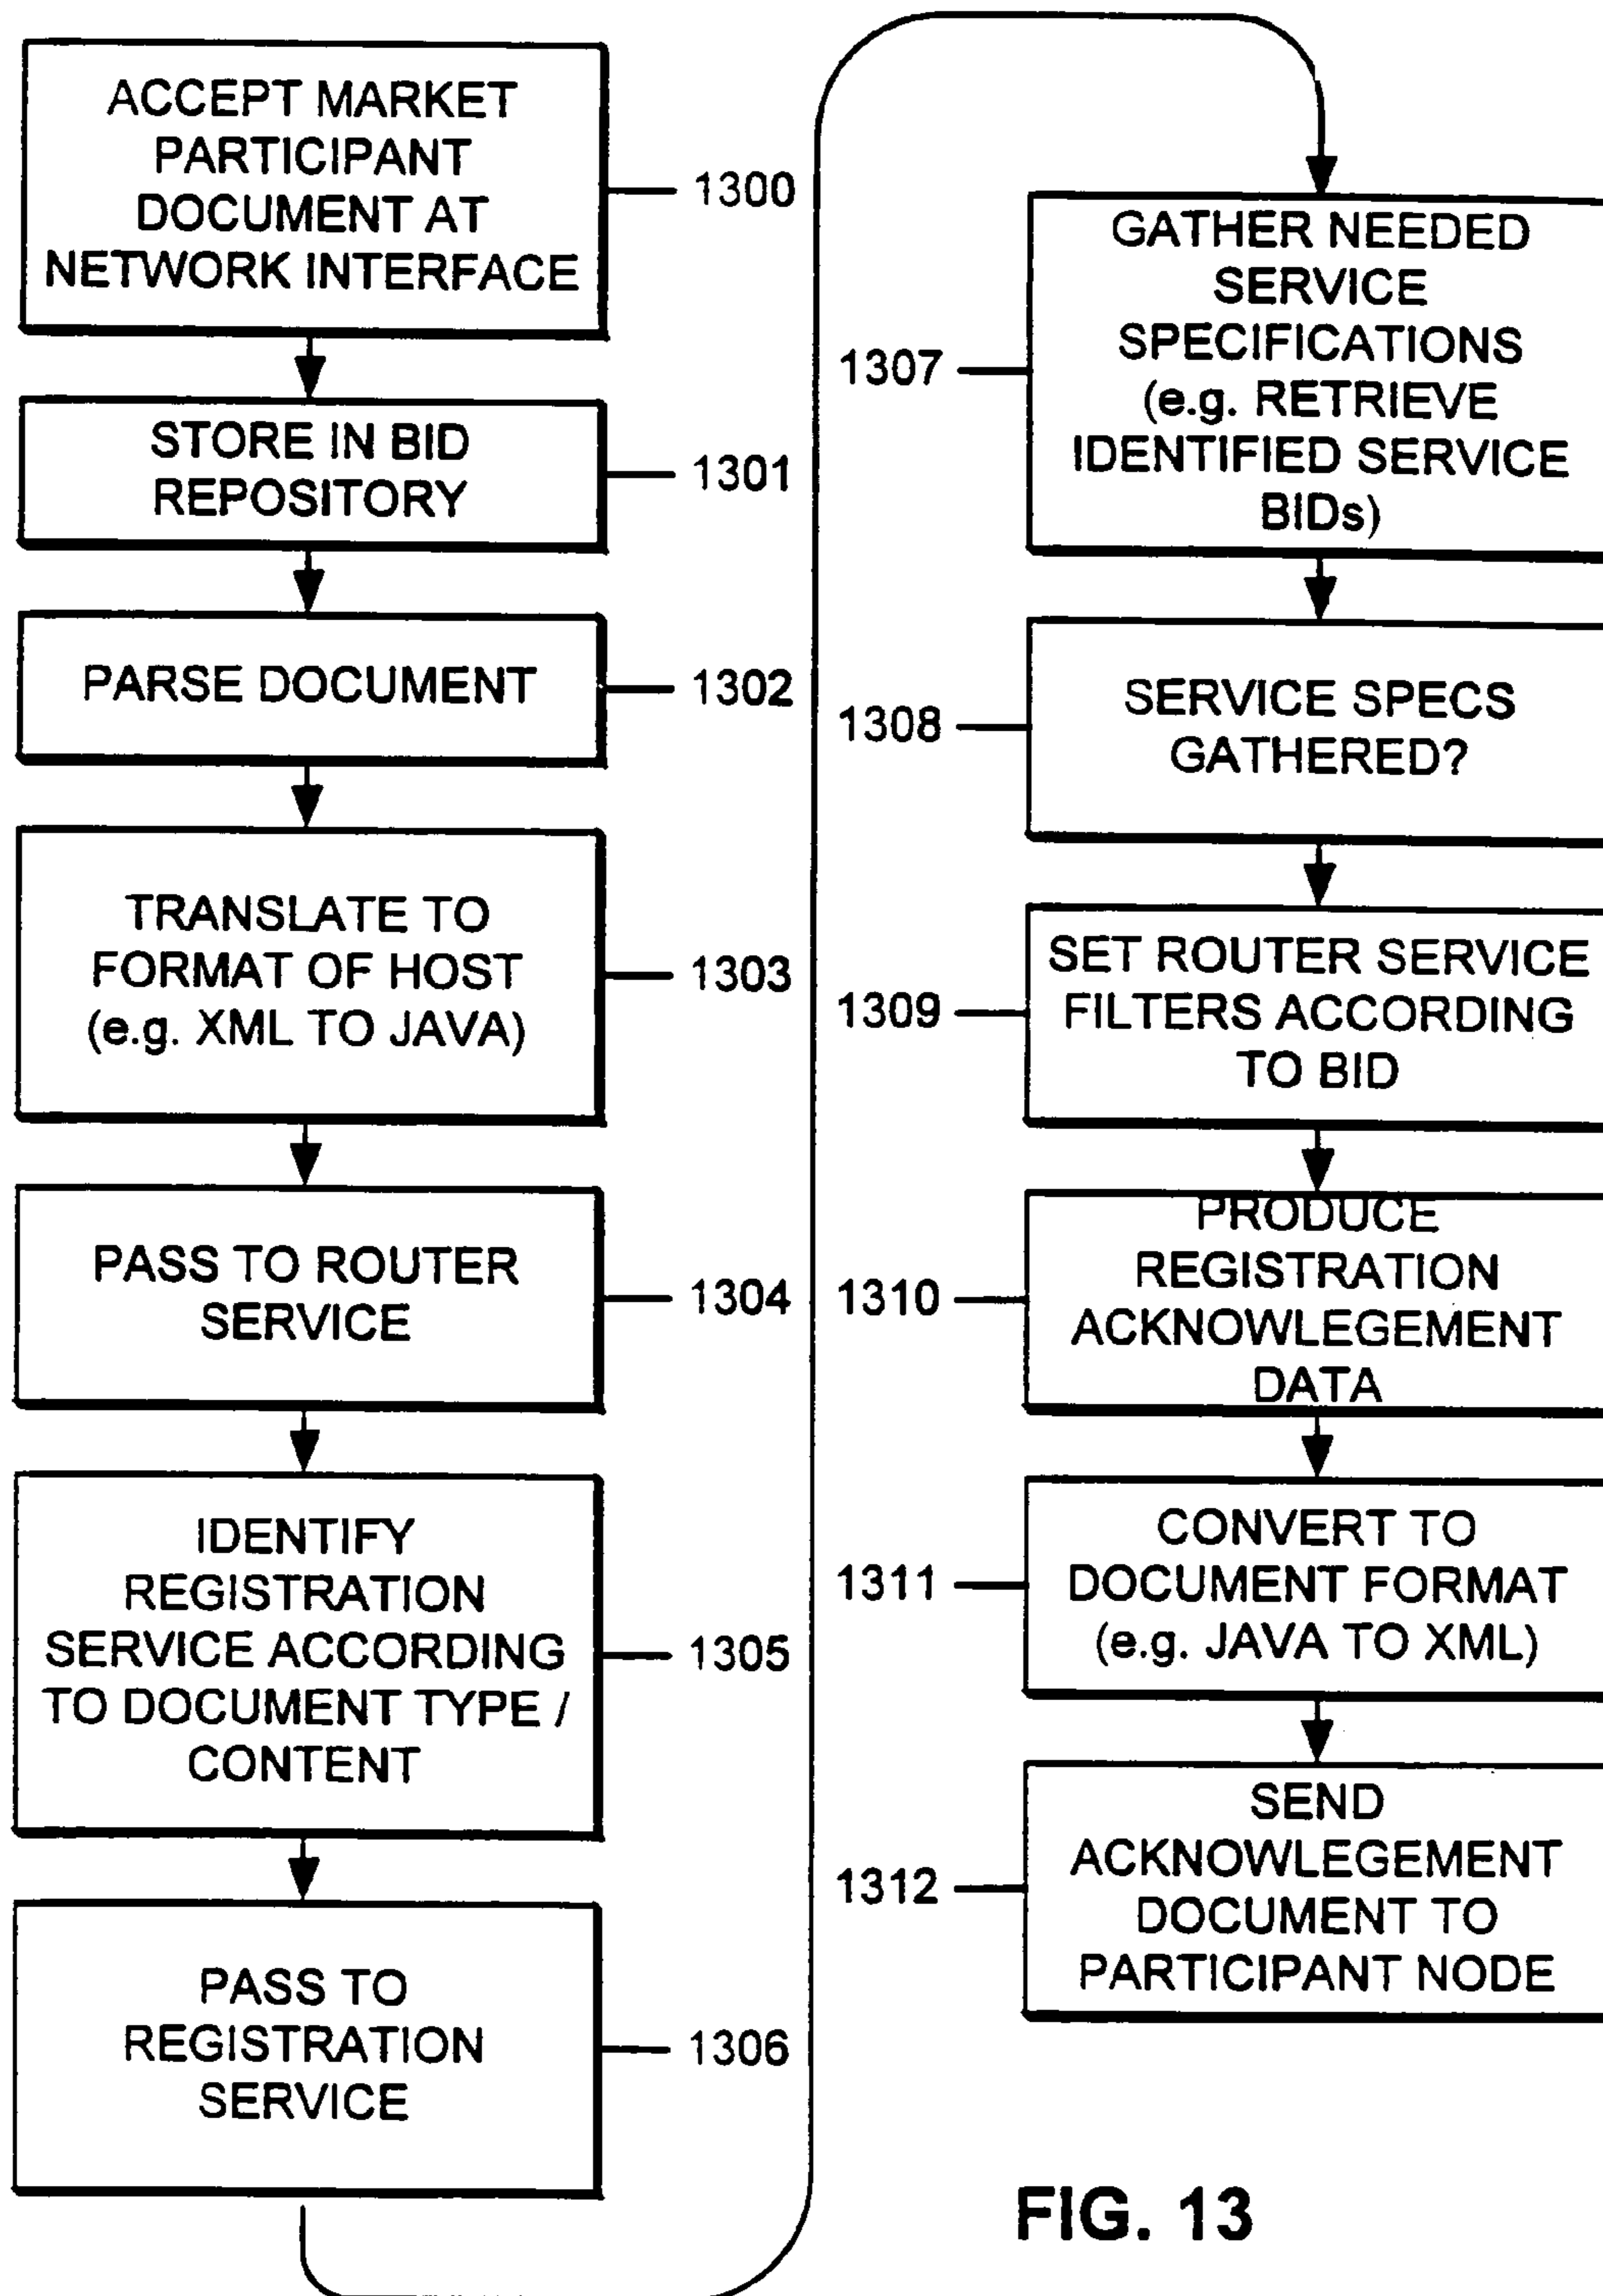 ACCEPT MARKET
PARTICIPANT
DOCUMENT AT
NETWORK INTERFACE
1300
STORE IN BID
REPOSITORY
1301
PARSE DOCUMENT
1302
TRANSLATE TO
FORMAT OF HOST
(e.g. XML TO JAVA)
1303
PASS TO ROUTER
SERVICE
1304
IDENTIFY
REGISTRATION
SERVICE ACCORDING
TO DOCUMENT TYPE /
CONTENT
1305
PASS TO
REGISTRATION
SERVICE
1306
GATHER NEEDED
SERVICE
SPECIFICATIONS
(e.g. RETRIEVE
IDENTIFIED SERVICE
BIDs)
1307
SERVICE SPECS
GATHERED?
1308
SET ROUTER SERVICE
FILTERS ACCORDING
TO BID
1309
PRODUCE
REGISTRATION
ACKNOWLEGEMENT
DATA
1310
CONVERT TO
DOCUMENT FORMAT
(e.g. JAVA TO XML)
1311
SEND
ACKNOWLEGEMENT
DOCUMENT TO
PARTICIPANT NODE
1312
FIG. 13